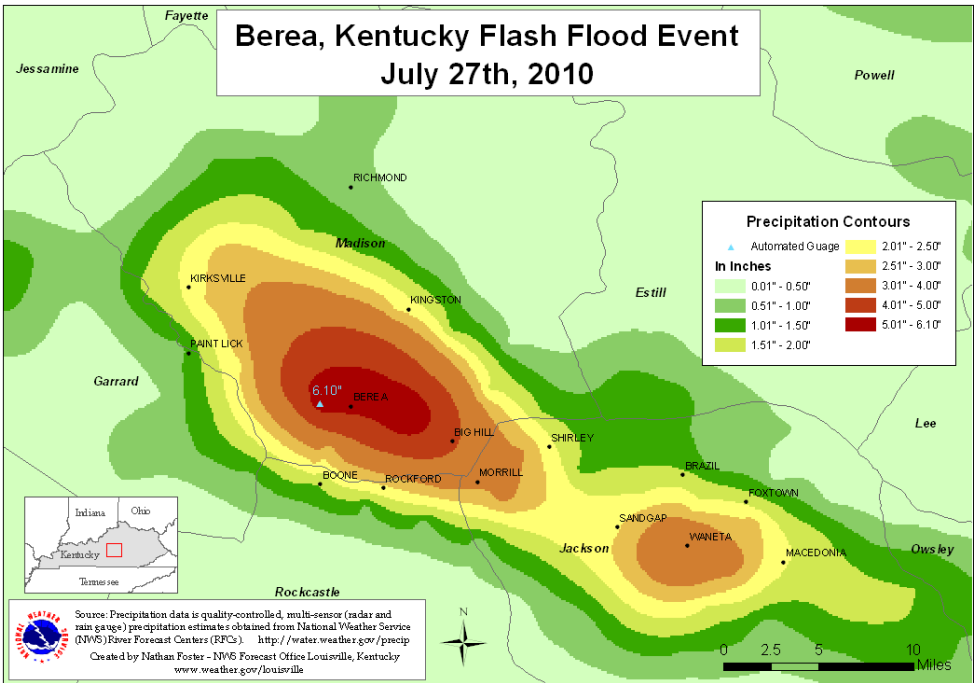 Berea, Kentucky Flash Flood Event
July 27th, 2010
Fayette
Jessamine
Powell
RICHMOND
Madison
KIRKSVILLE
KINGSTON
Estill
PAINT LICK
Garrard
6.10"
BEREA
BIG HILL
SHIRLEY
Lee
BOONE
ROCKFORD
MORRILL
BRAZIL
FOXTOWN
SANDGAP
WANETA
Jackson
MACEDONIA
Owsley
Rockcastle
Precipitation Contours
Automated Guage
In Inches
0.01" - 0.50"
0.51" - 1.00"
1.01" - 1.50"
1.51" - 2.00"
2.01" - 2.50"
2.51" - 3.00"
3.01" - 4.00"
4.01" - 5.00"
5.01" - 6.10"
Indiana
Ohio
Kentucky
Tennessee
NATIONAL WEATHER SERVICE
Source: Precipitation data is quality-controlled, multi-sensor (radar and
rain gauge) precipitation estimates obtained from National Weather Service
(NWS) River Forecast Centers (RFCs). http://water.weather.gov/precip
Created by Nathan Foster - NWS Forecast Office Louisville, Kentucky
www.weather.gov/louisville
N
0 2.5 5 10
Miles